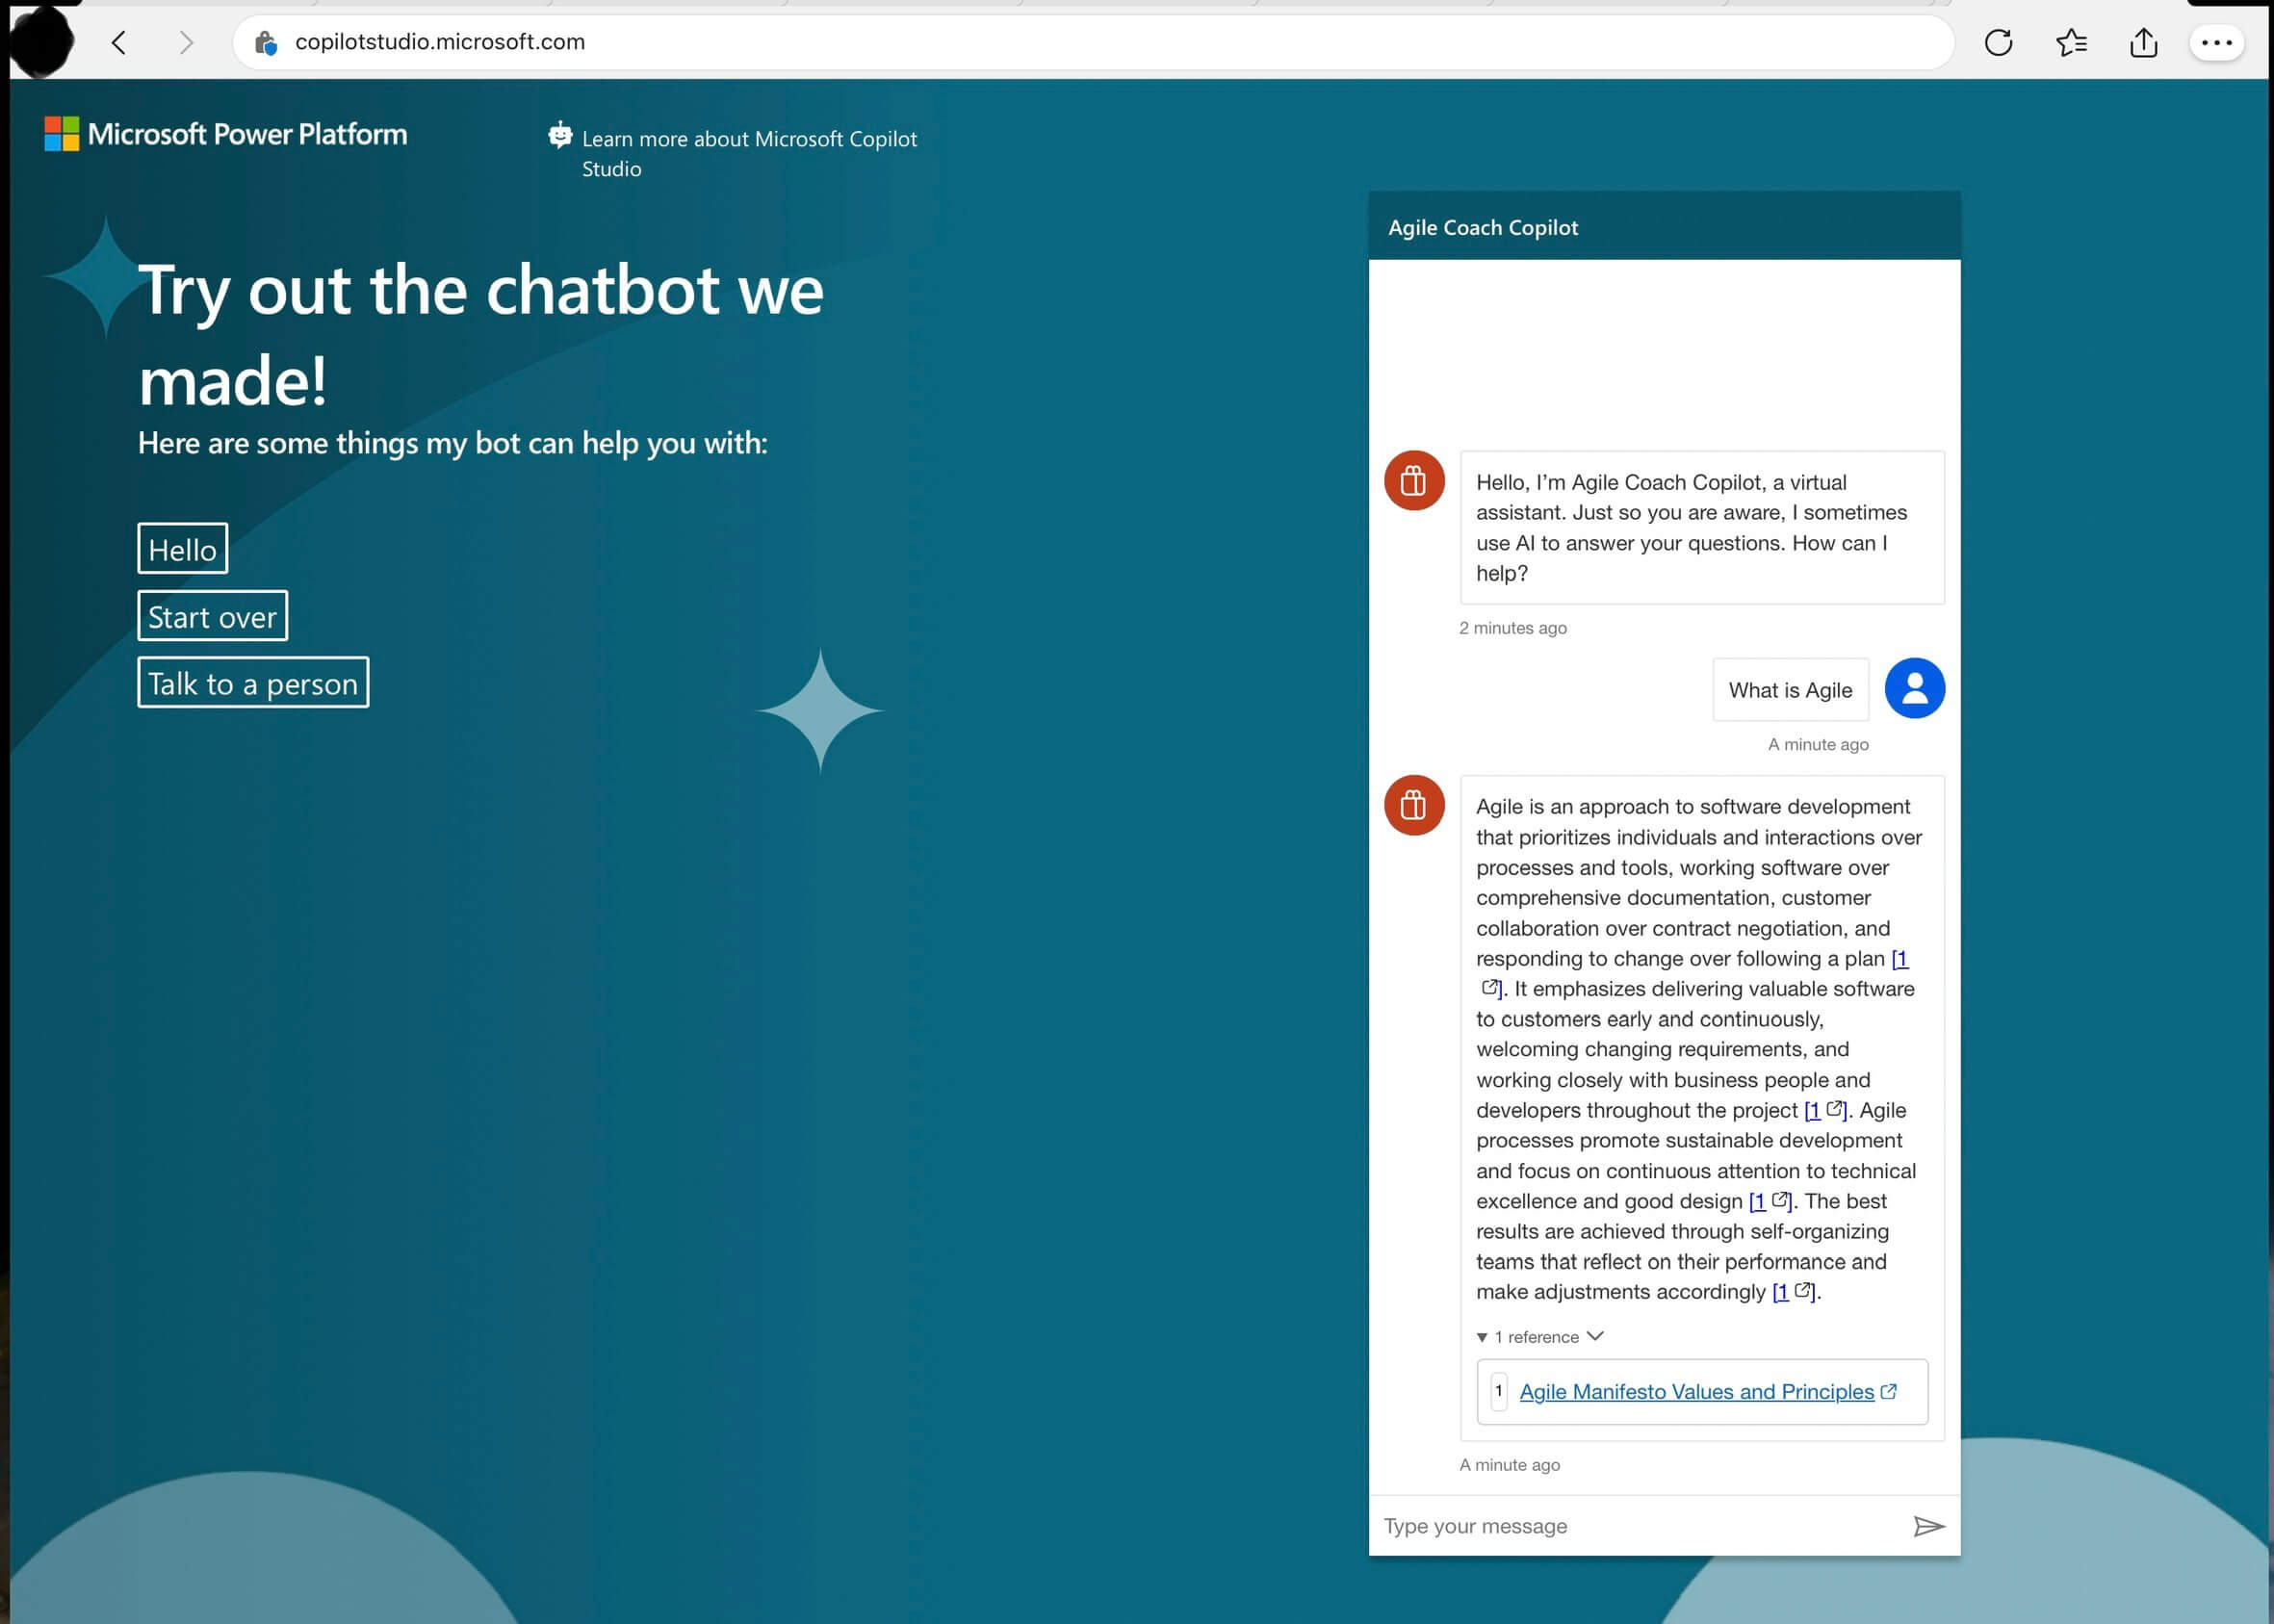 copilotstudio.microsoft.com
Microsoft Power Platform
Learn more about Microsoft Copilot
Studio
Try out the chatbot we
made!
Here are some things my bot can help you with:
Hello
Start over
Talk to a person
Agile Coach Copilot
Hello, I’m Agile Coach Copilot, a virtual
assistant. Just so you are aware, I sometimes
use AI to answer your questions. How can I
help?
2 minutes ago
What is Agile
A minute ago
Agile is an approach to software development
that prioritizes individuals and interactions over
processes and tools, working software over
comprehensive documentation, customer
collaboration over contract negotiation, and
responding to change over following a plan [1
]. It emphasizes delivering valuable software
to customers early and continuously,
welcoming changing requirements, and
working closely with business people and
developers throughout the project [1 ]. Agile
processes promote sustainable development
and focus on continuous attention to technical
excellence and good design [1 ]. The best
results are achieved through self-organizing
teams that reflect on their performance and
make adjustments accordingly [1 ].
1 reference
1 Agile Manifesto Values and Principles
A minute ago
Type your message